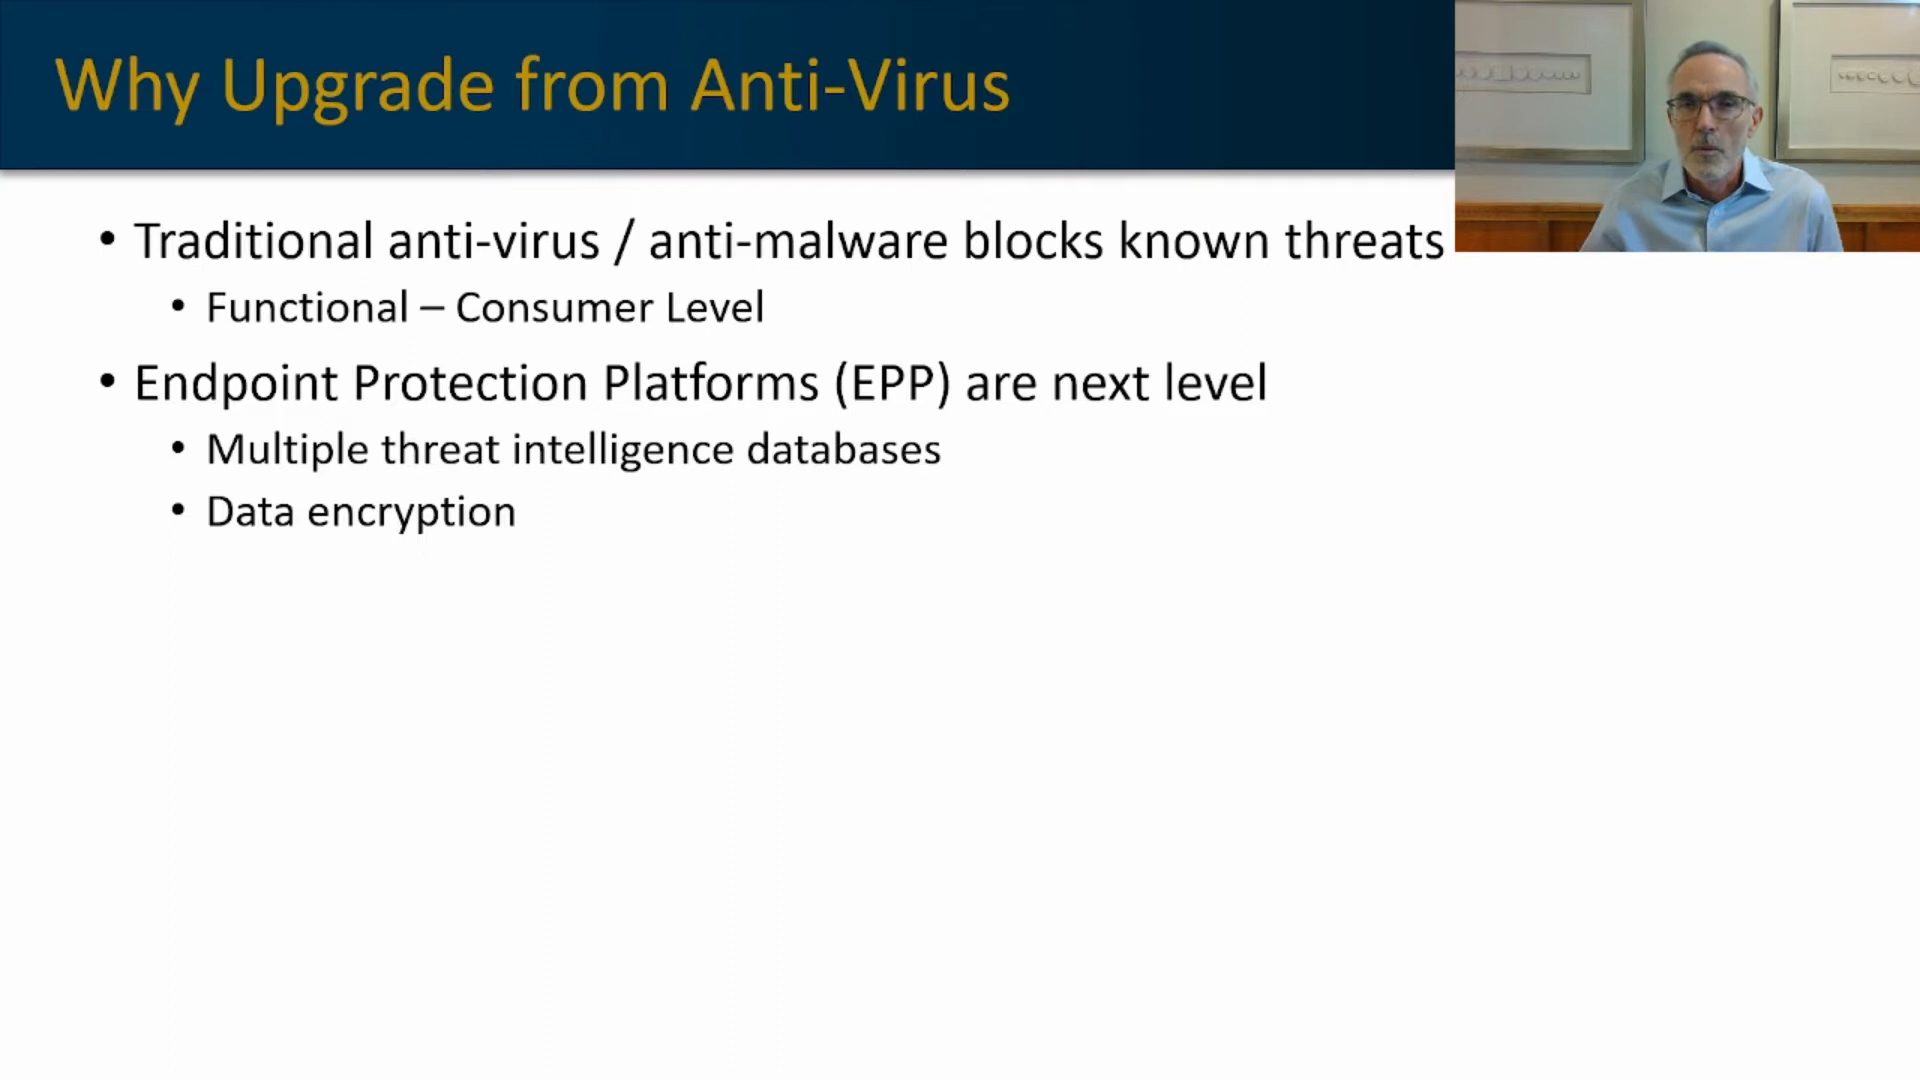 Why Upgrade from Anti-Virus
• Traditional anti-virus / anti-malware blocks known threats
• Functional – Consumer Level
• Endpoint Protection Platforms (EPP) are next level
• Multiple threat intelligence databases
• Data encryption